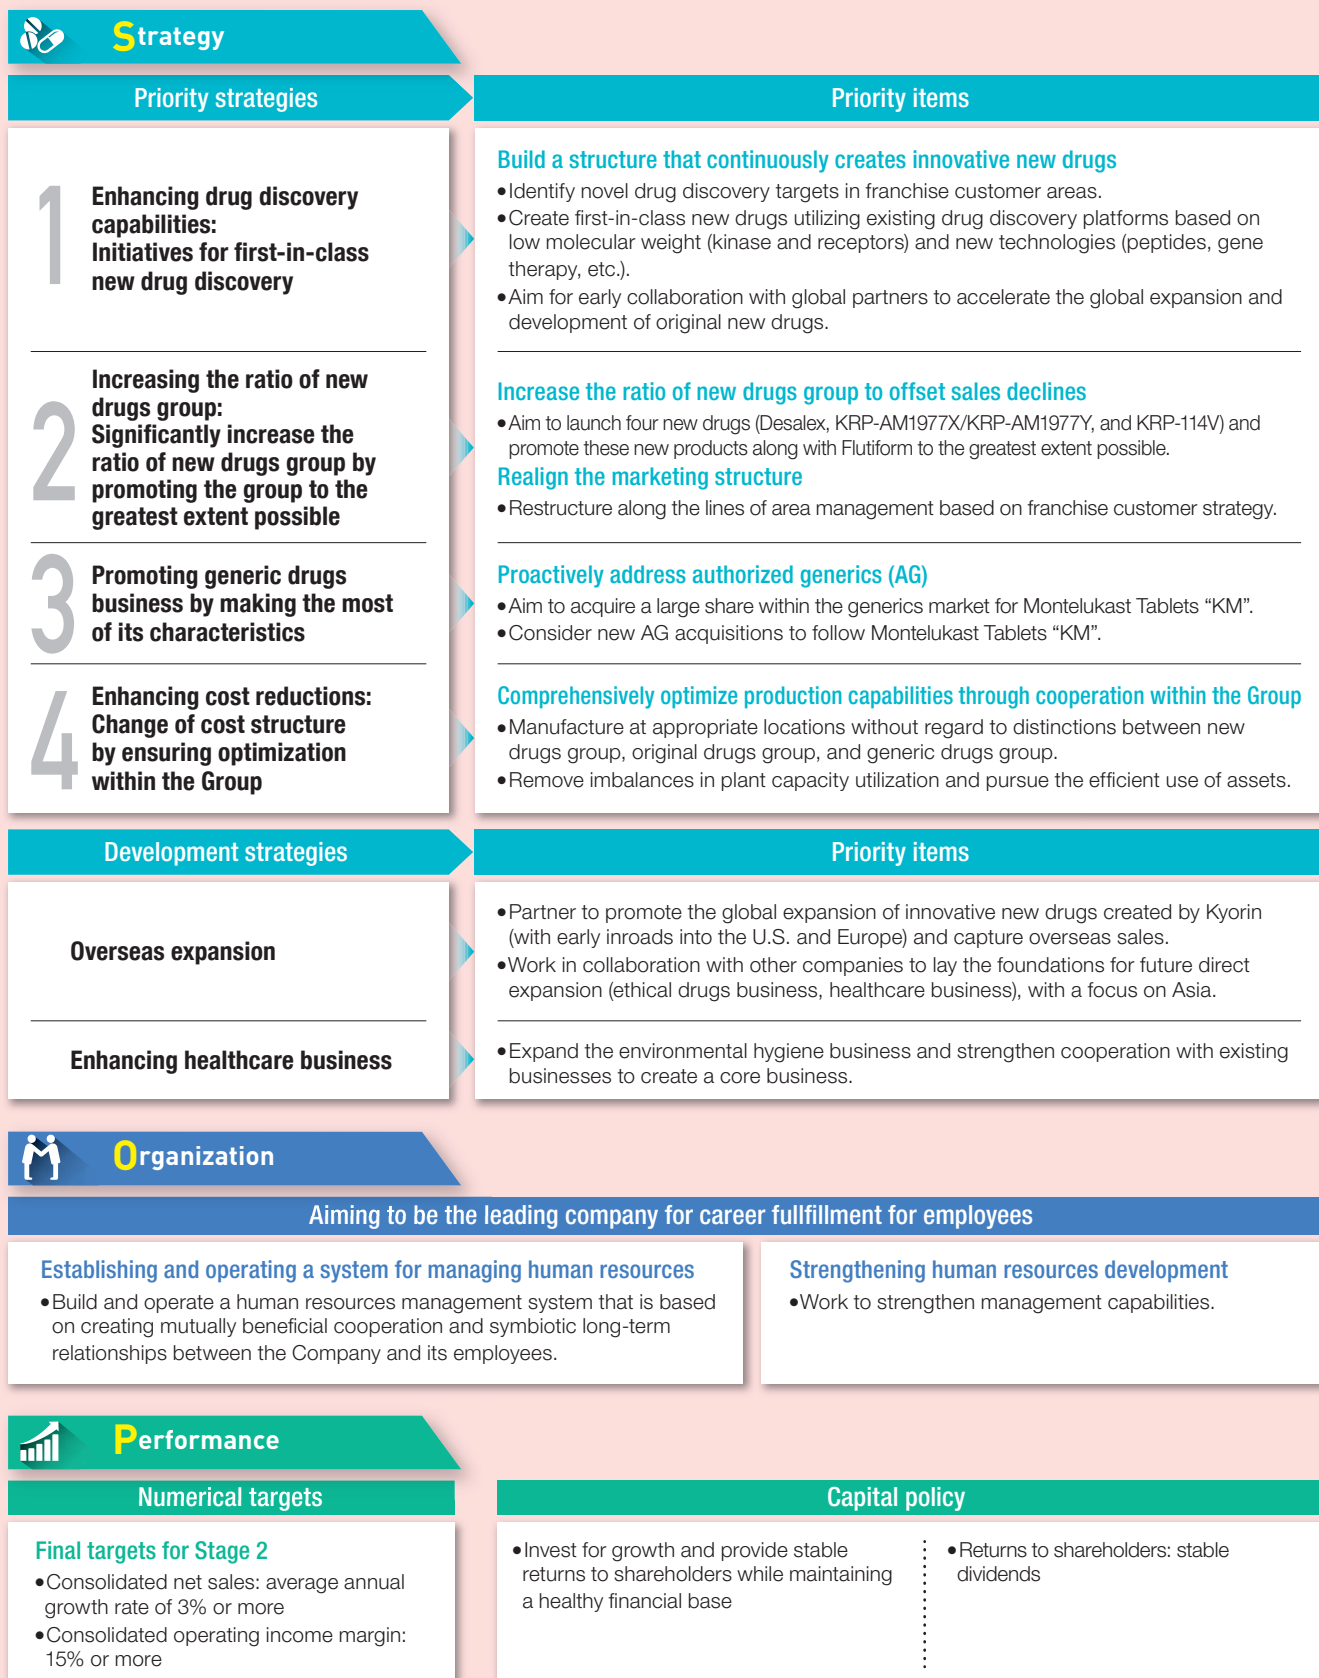 Strategy
Priority strategies
Priority items
1
Enhancing drug discovery
capabilities:
Initiatives for first-in-class
new drug discovery
Build a structure that continuously creates innovative new drugs
•Identify novel drug discovery targets in franchise customer areas.
•Create first-in-class new drugs utilizing existing drug discovery platforms based on
low molecular weight (kinase and receptors) and new technologies (peptides, gene
therapy, etc.).
•Aim for early collaboration with global partners to accelerate the global expansion and
development of original new drugs.
2
Increasing the ratio of new
drugs group:
Significantly increase the
ratio of new drugs group by
promoting the group to the
greatest extent possible
Increase the ratio of new drugs group to offset sales declines
•Aim to launch four new drugs (Desalex, KRP-AM1977X/KRP-AM1977Y, and KRP-114V) and
promote these new products along with Flutiform to the greatest extent possible.
Realign the marketing structure
•Restructure along the lines of area management based on franchise customer strategy.
3
Promoting generic drugs
business by making the most
of its characteristics
Proactively address authorized generics (AG)
•Aim to acquire a large share within the generics market for Montelukast Tablets “KM”.
•Consider new AG acquisitions to follow Montelukast Tablets “KM”.
4
Enhancing cost reductions:
Change of cost structure
by ensuring optimization
within the Group
Comprehensively optimize production capabilities through cooperation within the Group
•Manufacture at appropriate locations without regard to distinctions between new
drugs group, original drugs group, and generic drugs group.
•Remove imbalances in plant capacity utilization and pursue the efficient use of assets.
Development strategies
Priority items
Overseas expansion
•Partner to promote the global expansion of innovative new drugs created by Kyorin
(with early inroads into the U.S. and Europe) and capture overseas sales.
•Work in collaboration with other companies to lay the foundations for future direct
expansion (ethical drugs business, healthcare business), with a focus on Asia.
Enhancing healthcare business
•Expand the environmental hygiene business and strengthen cooperation with existing
businesses to create a core business.
Organization
Aiming to be the leading company for career fullfillment for employees
Establishing and operating a system for managing human resources
•Build and operate a human resources management system that is based
on creating mutually beneficial cooperation and symbiotic long-term
relationships between the Company and its employees.
Strengthening human resources development
•Work to strengthen management capabilities.
Performance
Numerical targets
Capital policy
Final targets for Stage 2
•Consolidated net sales: average annual
growth rate of 3% or more
•Consolidated operating income margin:
15% or more
•Invest for growth and provide stable
returns to shareholders while maintaining
a healthy financial base
•Returns to shareholders: stable
dividends